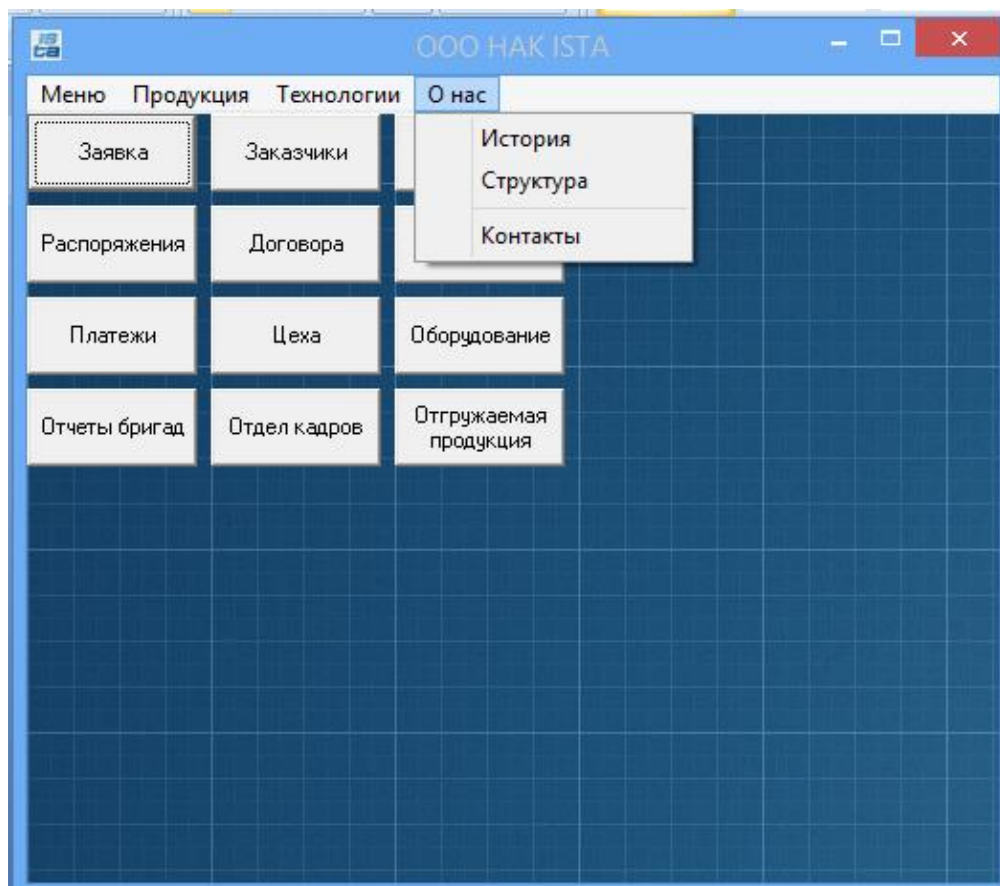 ista
ООО НАК ISTA
Меню Продукция Технологии О нас
История
Структура
Контакты
Заявка Заказчики
Распоряжения Договора
Платежи Цеха Оборудование
Отчеты бригад Отдел кадров Отгружаемая
продукция